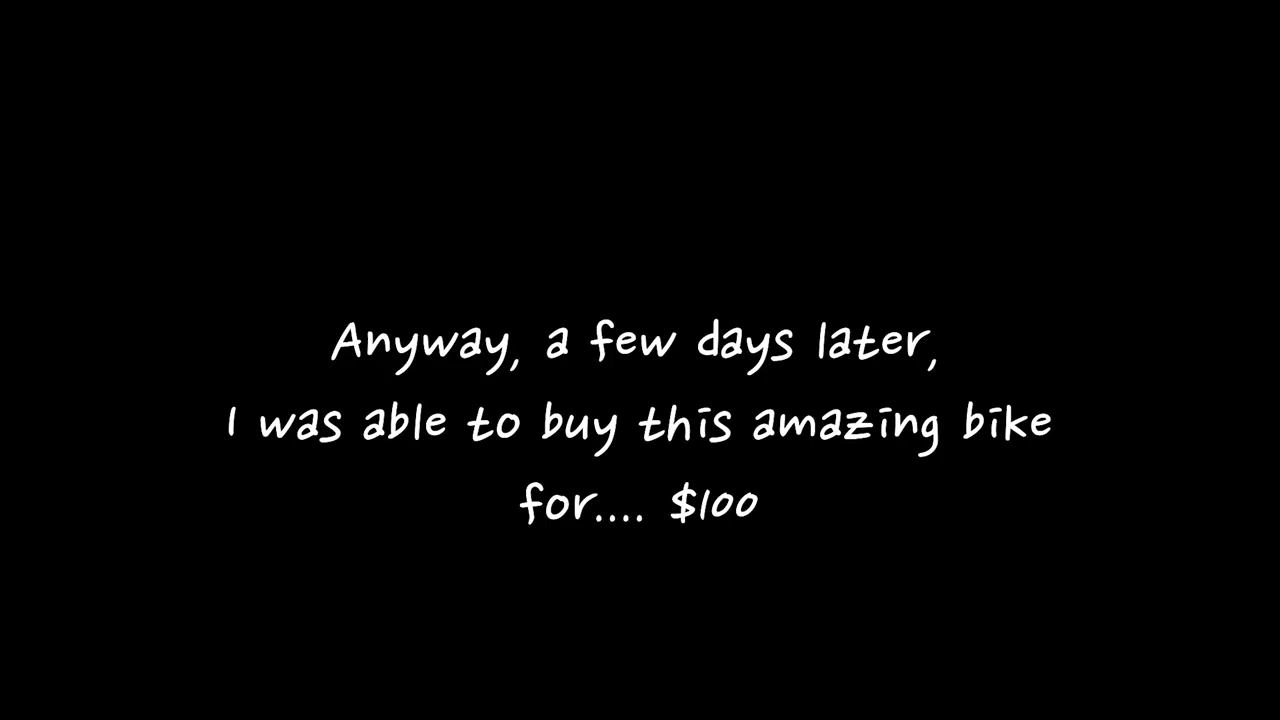 Anyway, a few days later,
I was able to buy this amazing bike
for.... $100